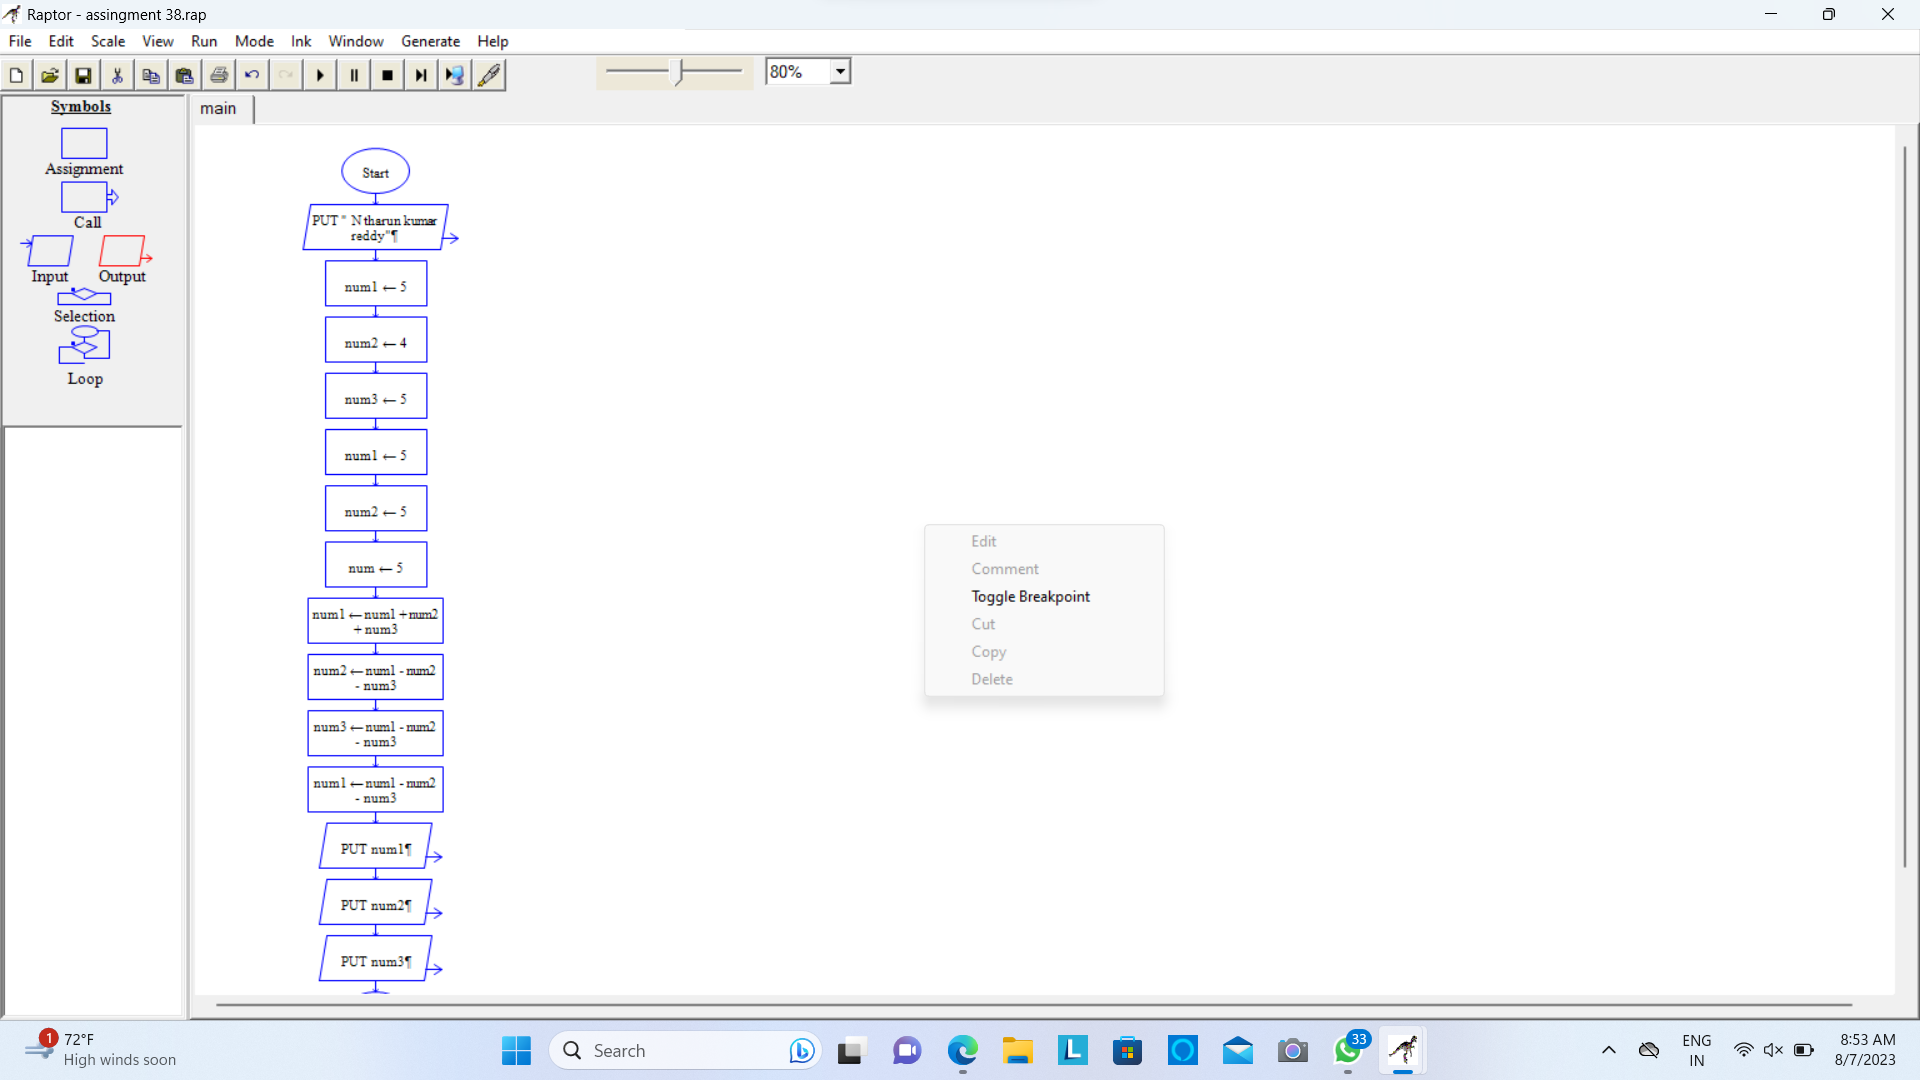 Raptor - assingment 38.rap
File Edit Scale View Run Mode Ink Window Generate Help
80%
Symbols
Assignment
Call
Input Output
Selection
Loop
main
Start
PUT " N tharun kumar
reddy"¶
num1 ← 5
num2 ← 4
num3 ← 5
num1 ← 5
num2 ← 5
num ← 5
num1 ← num1 + num2
+ num3
num2 ← num1 - num2
- num3
num3 ← num1 - num2
- num3
num1 ← num1 - num2
- num3
PUT num1¶
PUT num2¶
PUT num3¶
Edit
Comment
Toggle Breakpoint
Cut
Copy
Delete
1
72°F
High winds soon
Search
L
33
ENG
IN
8:53 AM
8/7/2023